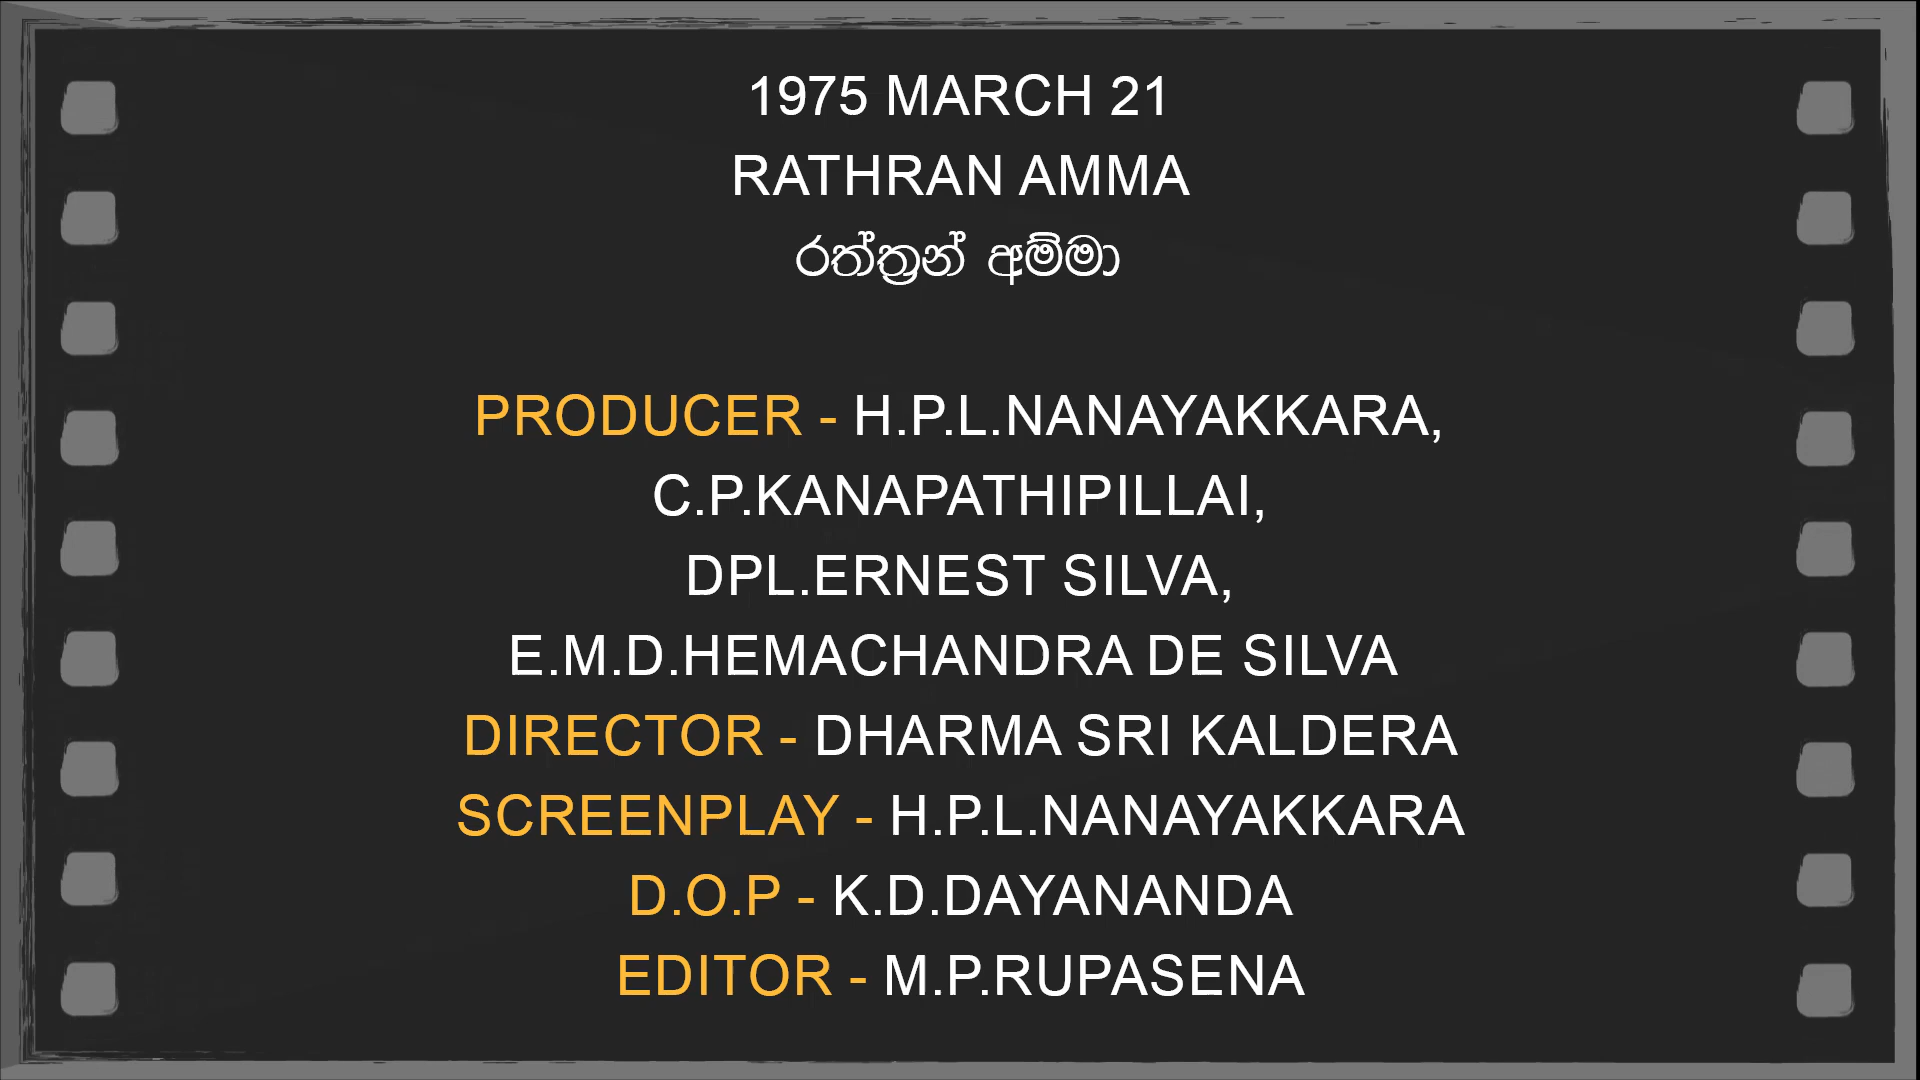 1975 MARCH 21
RATHRAN AMMA
රත්ත්‍රන් අම්මා
PRODUCER - H.P.L.NANAYAKKARA,
C.P.KANAPATHIPILLAI,
DPL.ERNEST SILVA,
E.M.D.HEMACHANDRA DE SILVA
DIRECTOR - DHARMA SRI KALDERA
SCREENPLAY - H.P.L.NANAYAKKARA
D.O.P - K.D.DAYANANDA
EDITOR - M.P.RUPASENA